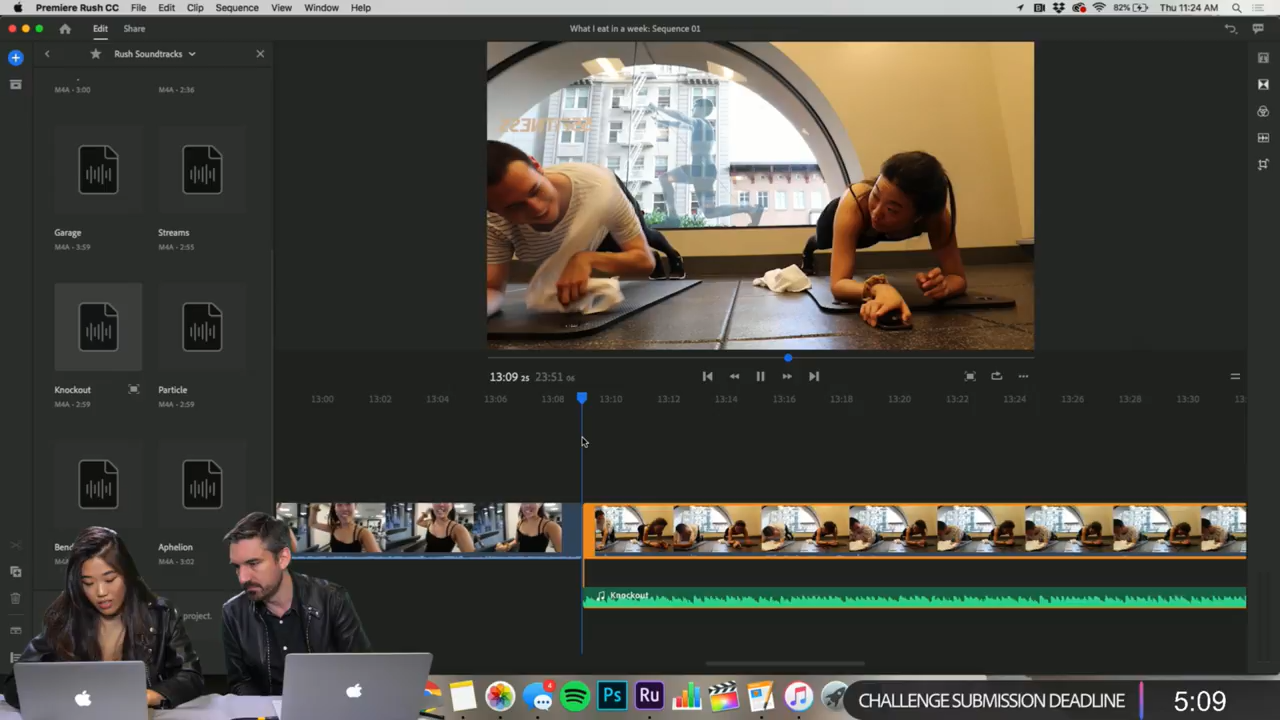 Premiere Rush CC File Edit Clip Sequence View Window Help
82% Thu 11:24 AM
Edit Share
What I eat in a week: Sequence 01
Rush Soundtracks
M4A • 3:00
M4A • 2:36
Garage
Streams
M4A • 3:59
M4A • 2:55
Knockout
Particle
M4A • 2:59
M4A • 2:59
Aphelion
M4A • 3:02
project.
FITNESS
13:09 25
23:51 06
13:00 13:02 13:04 13:06 13:08 13:10 13:12 13:14 13:16 13:18 13:20 13:22 13:24 13:26 13:28 13:30
Knockout
4
Ps
Ru
CHALLENGE SUBMISSION DEADLINE
5:09